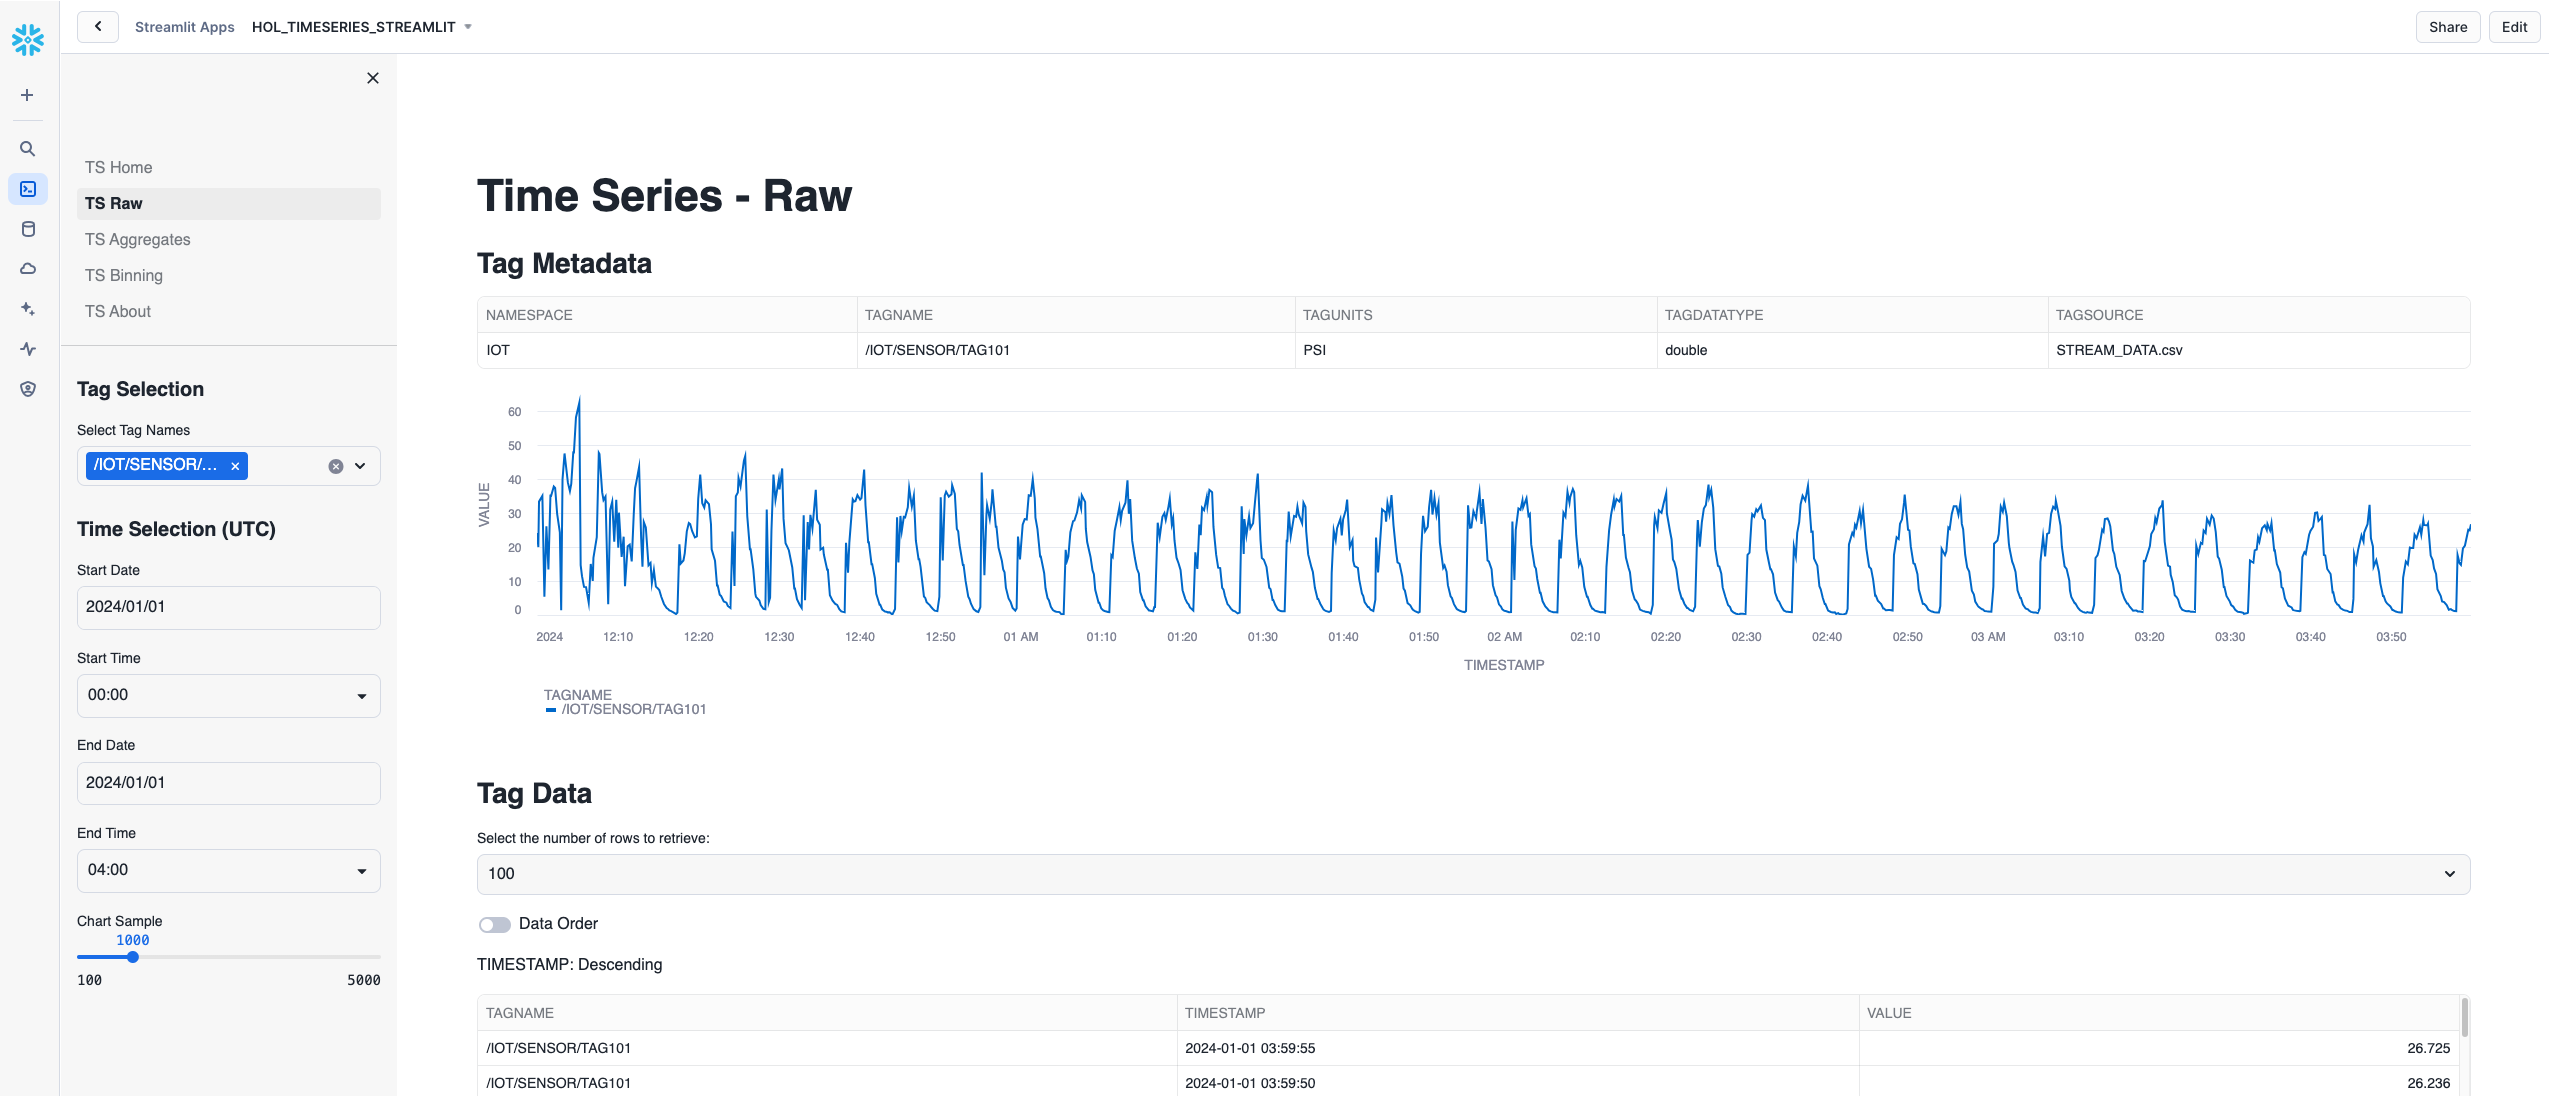 Streamlit Apps HOL_TIMESERIES_STREAMLIT Share Edit
TS Home
TS Raw
TS Aggregates
TS Binning
TS About
Tag Selection
Select Tag Names
/IOT/SENSOR/...
Time Selection (UTC)
Start Date
2024/01/01
Start Time
00:00
End Date
2024/01/01
End Time
04:00
Chart Sample
1000
100 5000
Time Series - Raw
Tag Metadata
NAMESPACE TAGNAME TAGUNITS TAGDATATYPE TAGSOURCE
IOT /IOT/SENSOR/TAG101 PSI double STREAM_DATA.csv
60
50
40
30
20
10
0
VALUE
2024 12:10 12:20 12:30 12:40 12:50 01 AM 01:10 01:20 01:30 01:40 01:50 02 AM 02:10 02:20 02:30 02:40 02:50 03 AM 03:10 03:20 03:30 03:40 03:50
TIMESTAMP
TAGNAME
/IOT/SENSOR/TAG101
Tag Data
Select the number of rows to retrieve:
100
Data Order
TIMESTAMP: Descending
TAGNAME TIMESTAMP VALUE
/IOT/SENSOR/TAG101 2024-01-01 03:59:55 26.725
/IOT/SENSOR/TAG101 2024-01-01 03:59:50 26.236